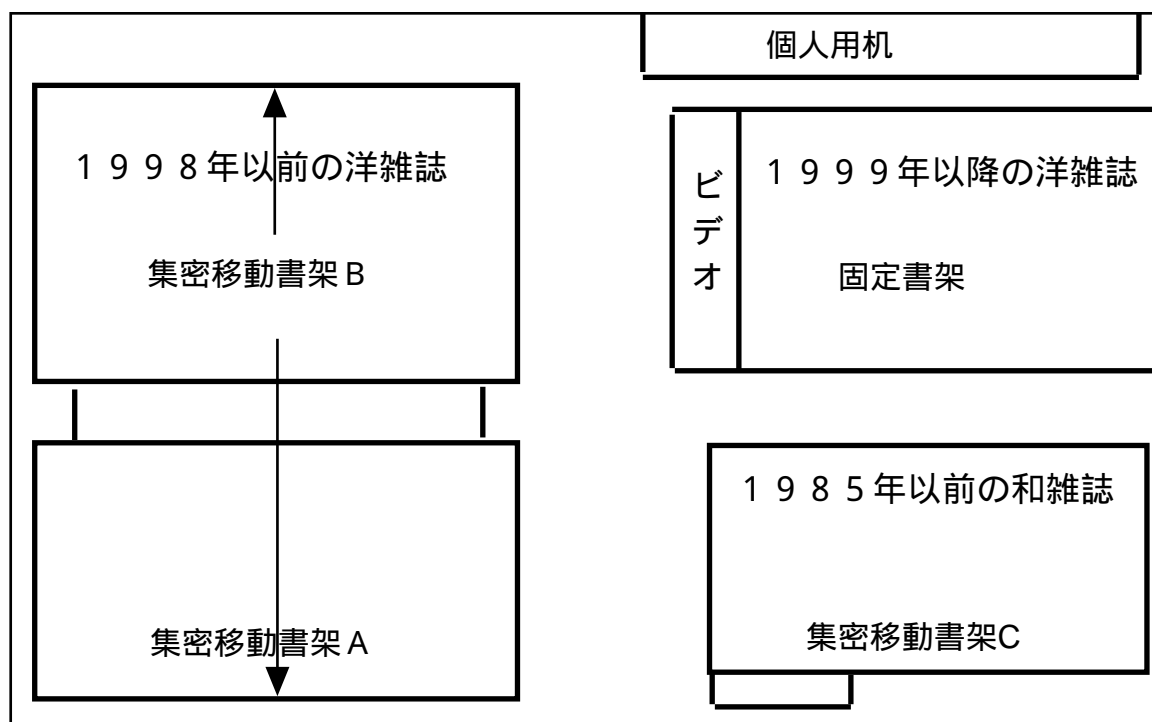 個人用机
１９９８年以前の洋雑誌
集密移動書架Ｂ
ビデオ
１９９９年以降の洋雑誌
固定書架
集密移動書架Ａ
１９８５年以前の和雑誌
集密移動書架C